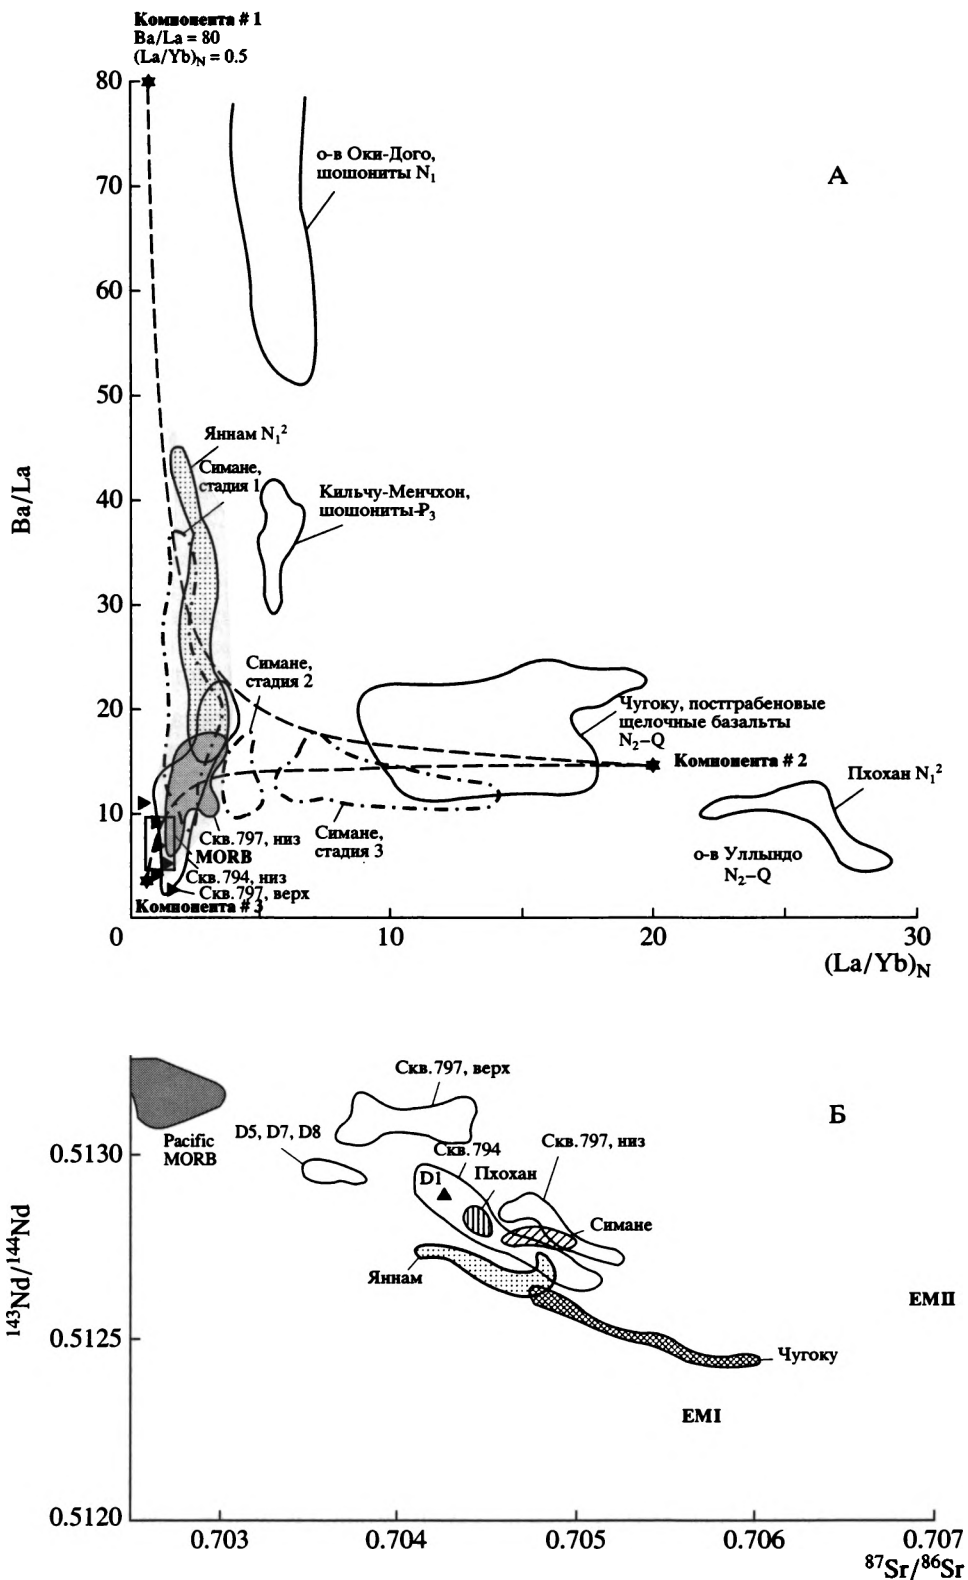 Компонента # 1
Ba/La = 80
(La/Yb)N = 0.5
80
70
60
50
40
30
20
10
0
10
20
30
Ba/La
(La/Yb)N
А
о-в Оки-Дого,
шошониты N1
Яннам N1²
Симане,
стадия 1
Кильчу-Менчхон,
шошониты-P3
Симане,
стадия 2
Чугоку, постграбеновые
щелочные базальты
N2–Q
Компонента # 2
Пхохан N1²
Симане,
стадия 3
о-в Уллындо
N2–Q
Скв. 797, низ
MORB
Скв. 794, низ
Скв. 797, верх
Компонента # 3
Б
Скв. 797, верх
Pacific
MORB
D5, D7, D8
Скв. 794
Скв. 797, низ
D1
Пхохан
Симане
Яннам
Чугоку
EMII
EMI
0.5130
0.5125
0.5120
143Nd/144Nd
0.703
0.704
0.705
0.706
0.707
87Sr/86Sr